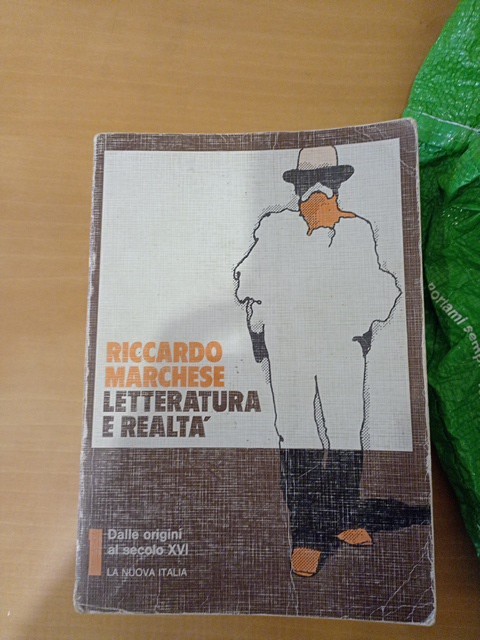 RICCARDO
MARCHESE
LETTERATURA
E REALTA'
1
Dalle origini
al secolo XVI
LA NUOVA ITALIA